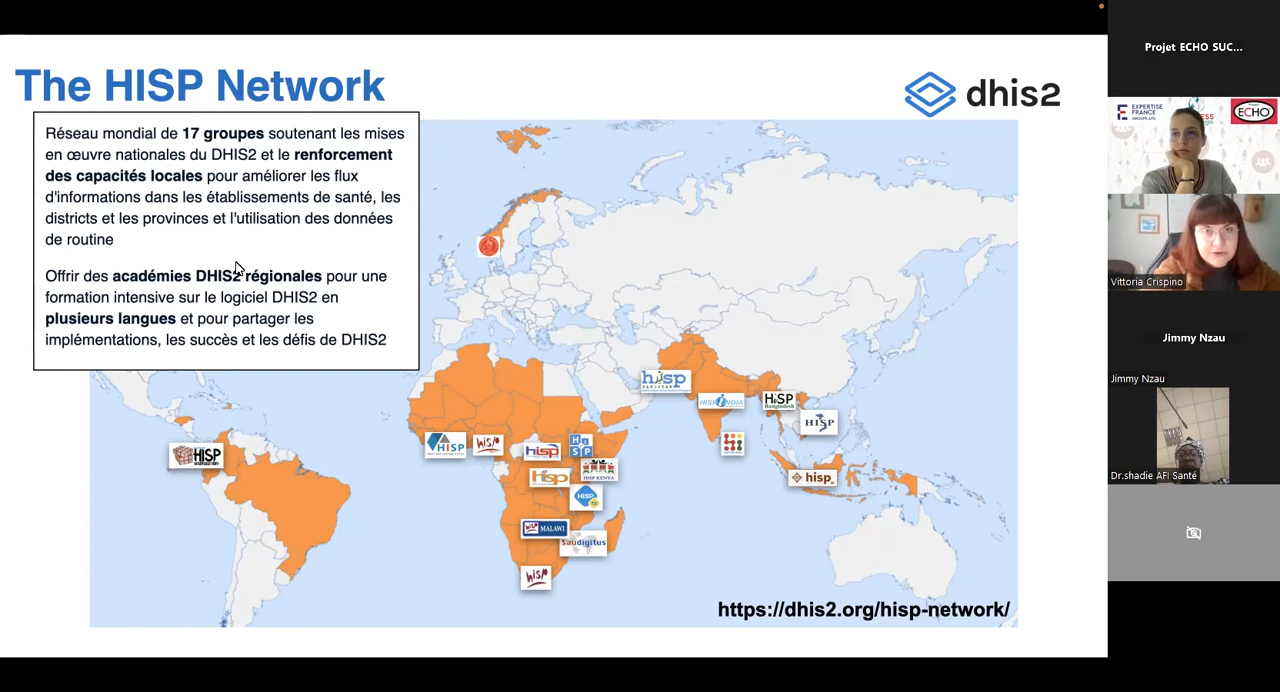 The HISP Network
dhis2
Réseau mondial de 17 groupes soutenant les mises
en œuvre nationales du DHIS2 et le renforcement
des capacités locales pour améliorer les flux
d'informations dans les établissements de santé, les
districts et les provinces et l'utilisation des données
de routine
Offrir des académies DHIS2 régionales pour une
formation intensive sur le logiciel DHIS2 en
plusieurs langues et pour partager les
implémentations, les succès et les défis de DHIS2
hisp
HISP INDIA
HISP
Bangladesh
HISP
HISP
HISP
hisp
hisp
HISP
hisp
HISP KENYA
HISP
hisp
MALAWI
Saudigitus
hisp
https://dhis2.org/hisp-network/
Projet ECHO SUC...
EXPERTISE
FRANCE
GROUPE AFD
ECHO
Vittoria Crispino
Jimmy Nzau
Jimmy Nzau
Dr.shadie AFI Santé